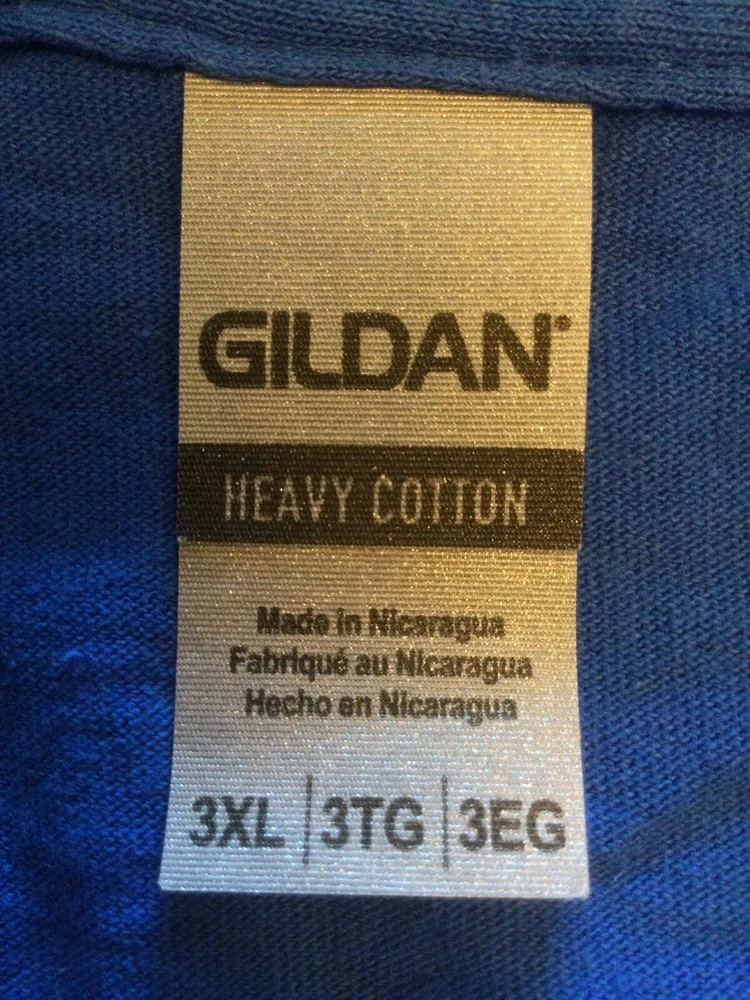 GILDAN®
HEAVY COTTON
Made in Nicaragua
Fabriqué au Nicaragua
Hecho en Nicaragua
3XL | 3TG | 3EG